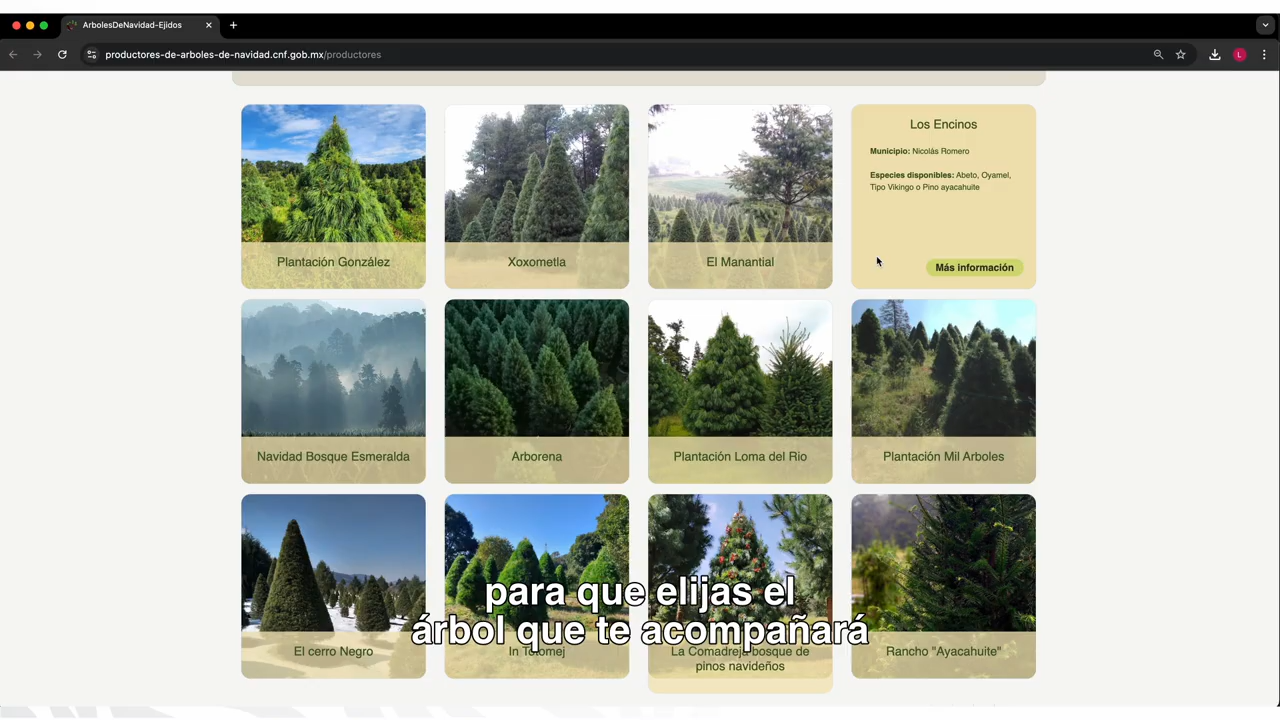 ArbolesDeNavidad-Ejidos
productores-de-arboles-de-navidad.cnf.gob.mx/productores
L
Plantación González
Xoxometla
El Manantial
Los Encinos
Municipio: Nicolás Romero
Especies disponibles: Abeto, Oyamel,
Tipo Vikingo o Pino ayacahuite
Más información
Navidad Bosque Esmeralda
Arborena
Plantación Loma del Rio
Plantación Mil Arboles
El cerro Negro
La Comadreja bosque de
pinos navideños
Rancho "Ayacahuite"
para que elijas el
árbol que te acompañará